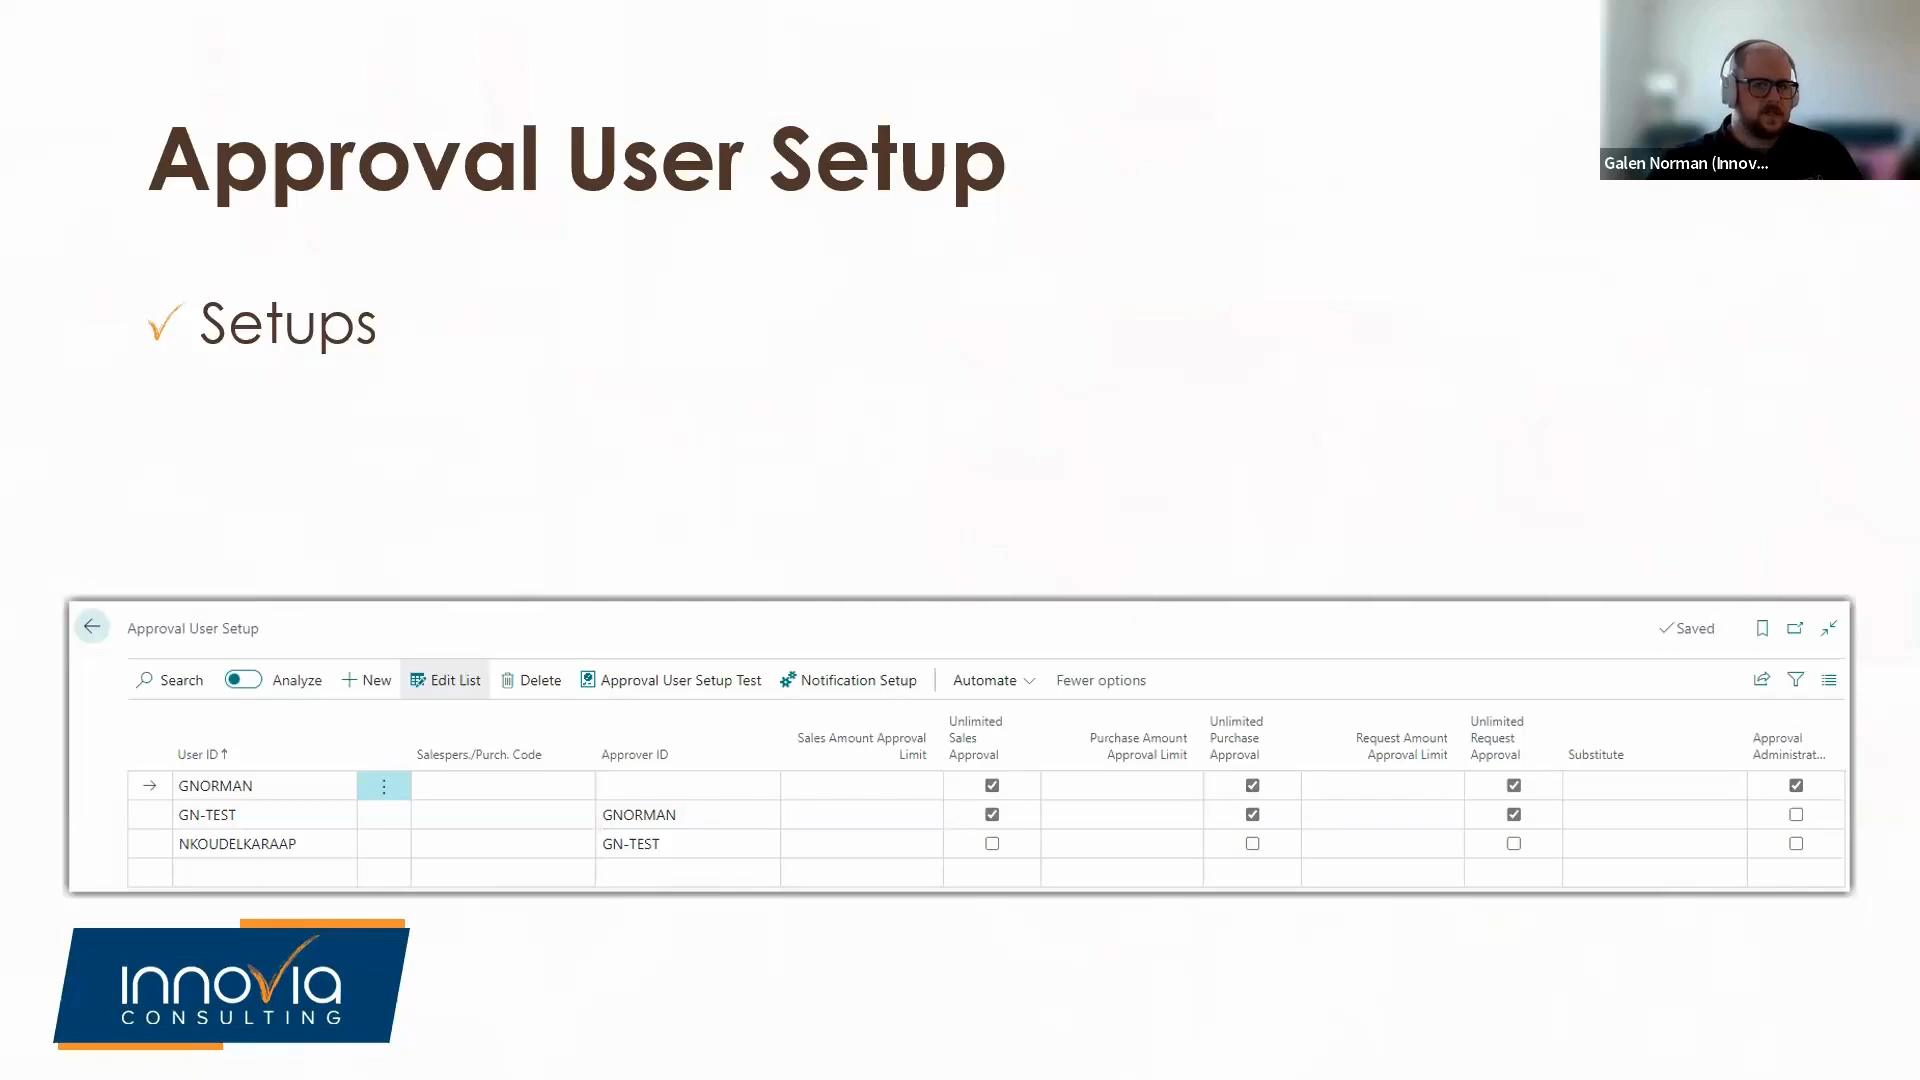 Approval User Setup
Galen Norman (Innov...
Setups
Approval User Setup
Saved
Search Analyze New Edit List Delete Approval User Setup Test Notification Setup Automate Fewer options
User ID ↑ Salespers./Purch. Code Approver ID Sales Amount Approval Limit Unlimited Sales Approval Purchase Amount Approval Limit Unlimited Purchase Approval Request Amount Approval Limit Unlimited Request Approval Substitute Approval Administrat...
GNORMAN
GN-TEST GNORMAN
NKOUDELKARAAP GN-TEST
INNOVIA
CONSULTING